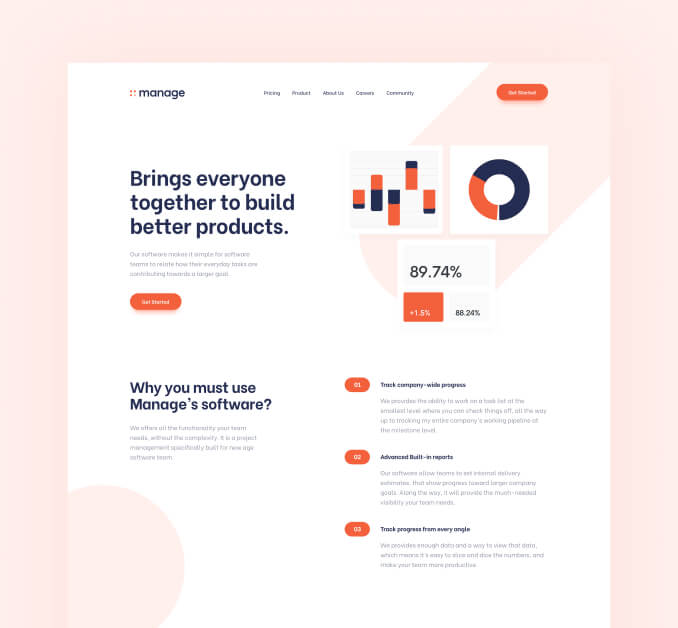 manage
Pricing Product About Us Careers Community
Get Started
Brings everyone
together to build
better products.
Our software makes it simple for software
teams to relate how their everyday tasks are
contributing towards a larger goal.
Get Started
89.74%
+1.5%
88.24%
Why you must use
Manage's software?
We offers all the functionality your team
needs, without the complexity. It is a project
management specifically built for new age
software team.
01
Track company-wide progress
We provides the ability to work on a task list at the
smallest level where you can check things off, all the way
up to tracking my entire company's working pipeline at
the milestone level.
02
Advanced Built-in reports
Our software allow teams to set internal delivery
estimates, that show progress toward larger company
goals. Along the way, it will provide the much-needed
visibility your team needs.
03
Track progress from every angle
We provides enough data and a way to view that data,
which means it's easy to slice and dice the numbers, and
make your team more productive.